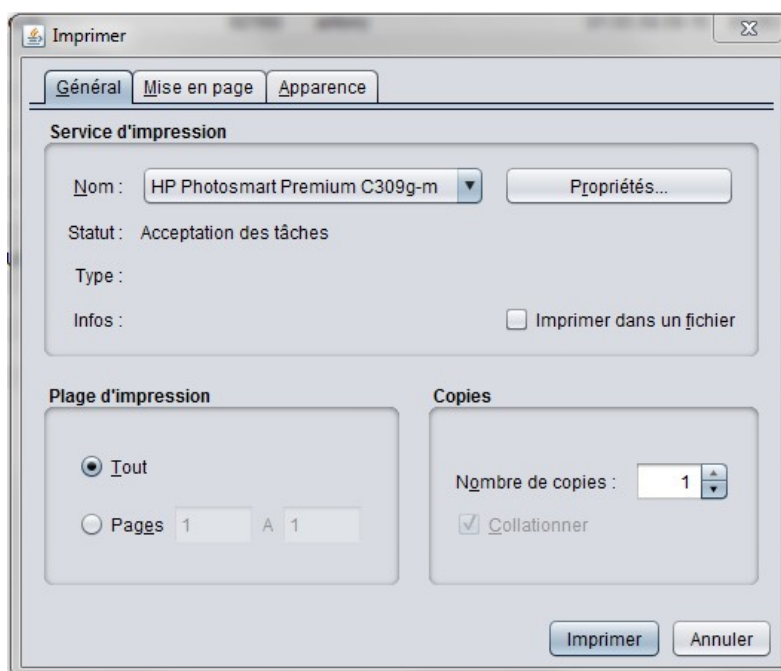 Imprimer
Général Mise en page Apparence
Service d'impression
Nom : HP Photosmart Premium C309g-m Propriétés...
Statut : Acceptation des tâches
Type :
Infos : Imprimer dans un fichier
Plage d'impression Copies
Tout
Nombre de copies : 1
Pages 1 A 1 Collationner
Imprimer Annuler